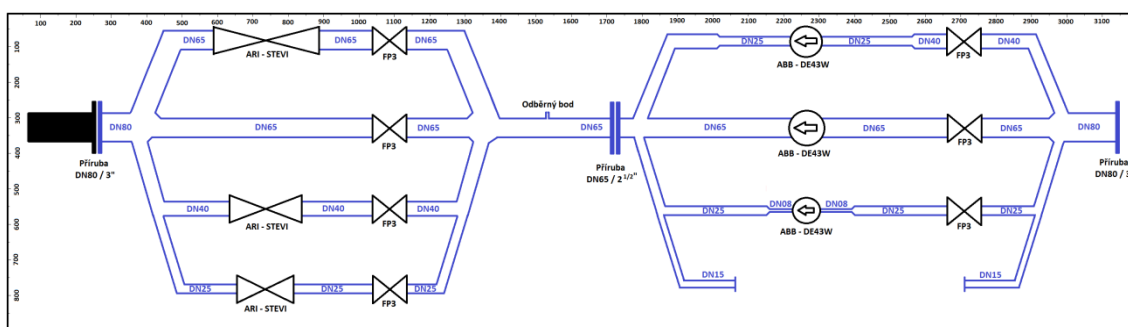 100 200 300 400 500 600 700 800 900 1000 1100 1200 1300 1400 1500 1600 1700 1800 1900 2000 2100 2200 2300 2400 2500 2600 2700 2800 2900 3000 3100
100
200
300
400
500
600
700
800
DN65 DN65 DN65
ARI - STEVI FP3
DN25 DN25 DN40 DN40
ABB - DE43W FP3
Odběrný bod
DN80 DN65 DN65 DN65 DN65 DN65 DN65 DN80
FP3
ABB - DE43W FP3
Příruba
DN80 / 3"
Příruba
DN65 / 2 1/2"
Příruba
DN80 / 3
DN40 DN40 DN40
ARI - STEVI FP3
DN25 DN08 DN08 DN25 DN25
ABB - DE43W FP3
DN15 DN15
DN25 DN25 DN25
ARI - STEVI FP3